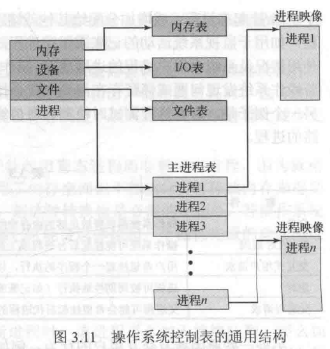 内存
设备
文件
进程
内存表
I/O表
文件表
主进程表
进程1
进程2
进程3
进程n
进程映像
进程1
进程映像
进程n
图 3.11 操作系统控制表的通用结构